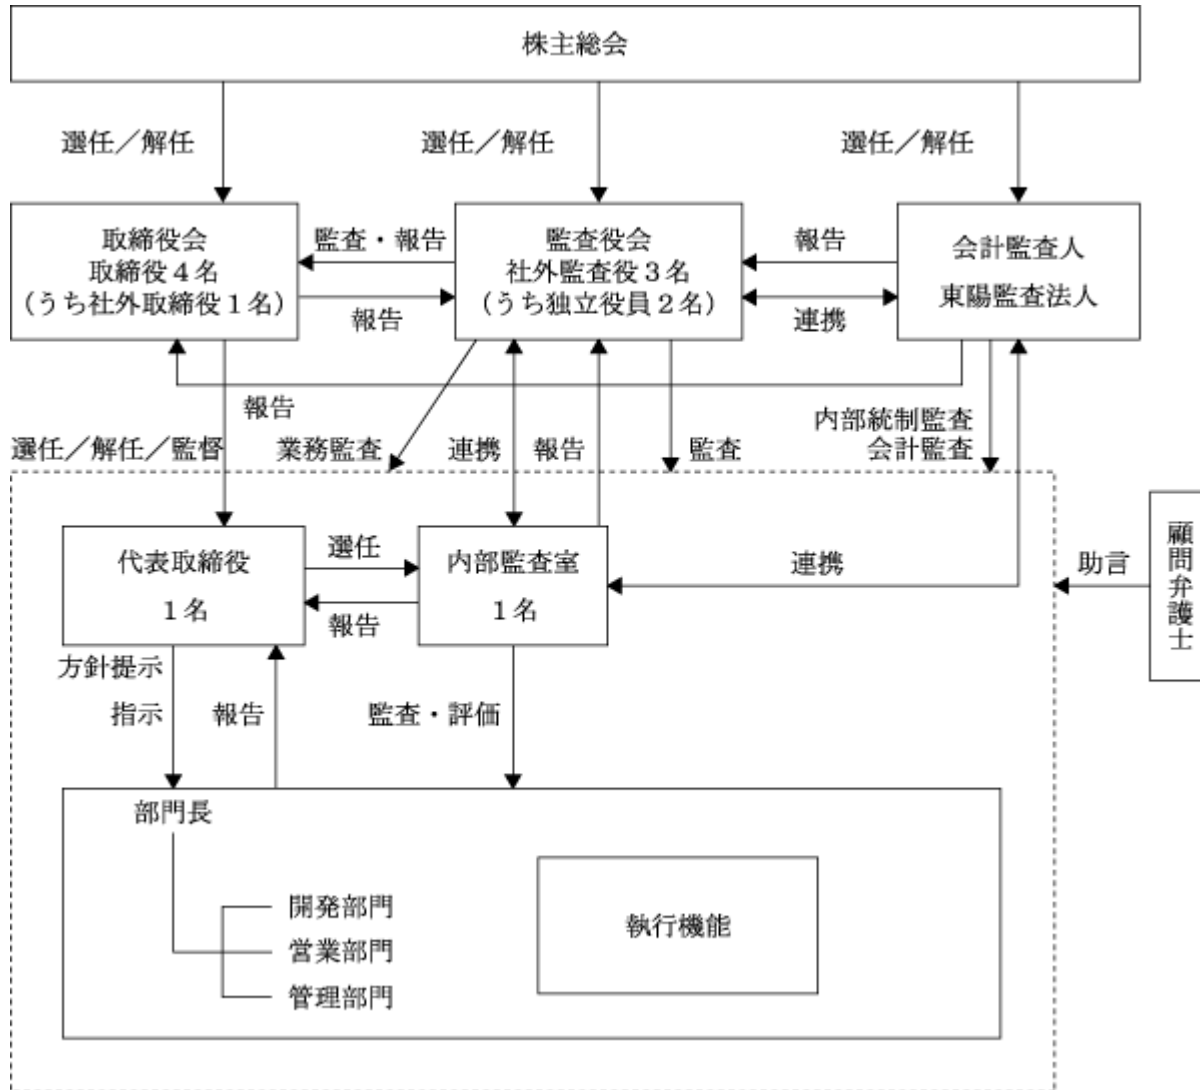 株主総会
選任／解任
選任／解任
選任／解任
取締役会
取締役４名
（うち社外取締役１名）
監査・報告
報告
監査役会
社外監査役３名
（うち独立役員２名）
報告
連携
会計監査人
東陽監査法人
報告
選任／解任／監督
業務監査
連携
報告
監査
内部統制監査
会計監査
代表取締役
１名
選任
報告
内部監査室
１名
連携
助言
顧問弁護士
方針提示
指示
報告
監査・評価
部門長
開発部門
営業部門
管理部門
執行機能